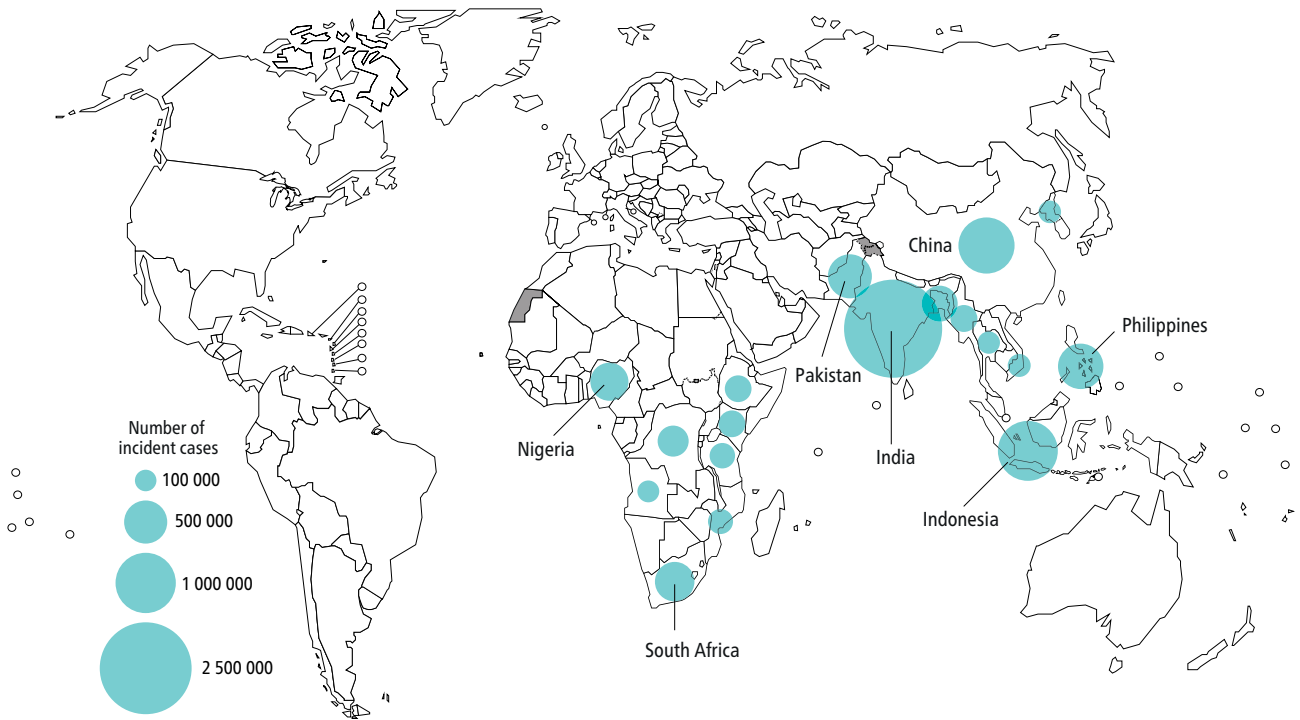 China
Philippines
Pakistan
Number of
incident cases
Nigeria
India
100 000
500 000
Indonesia
1 000 000
South Africa
2 500 000